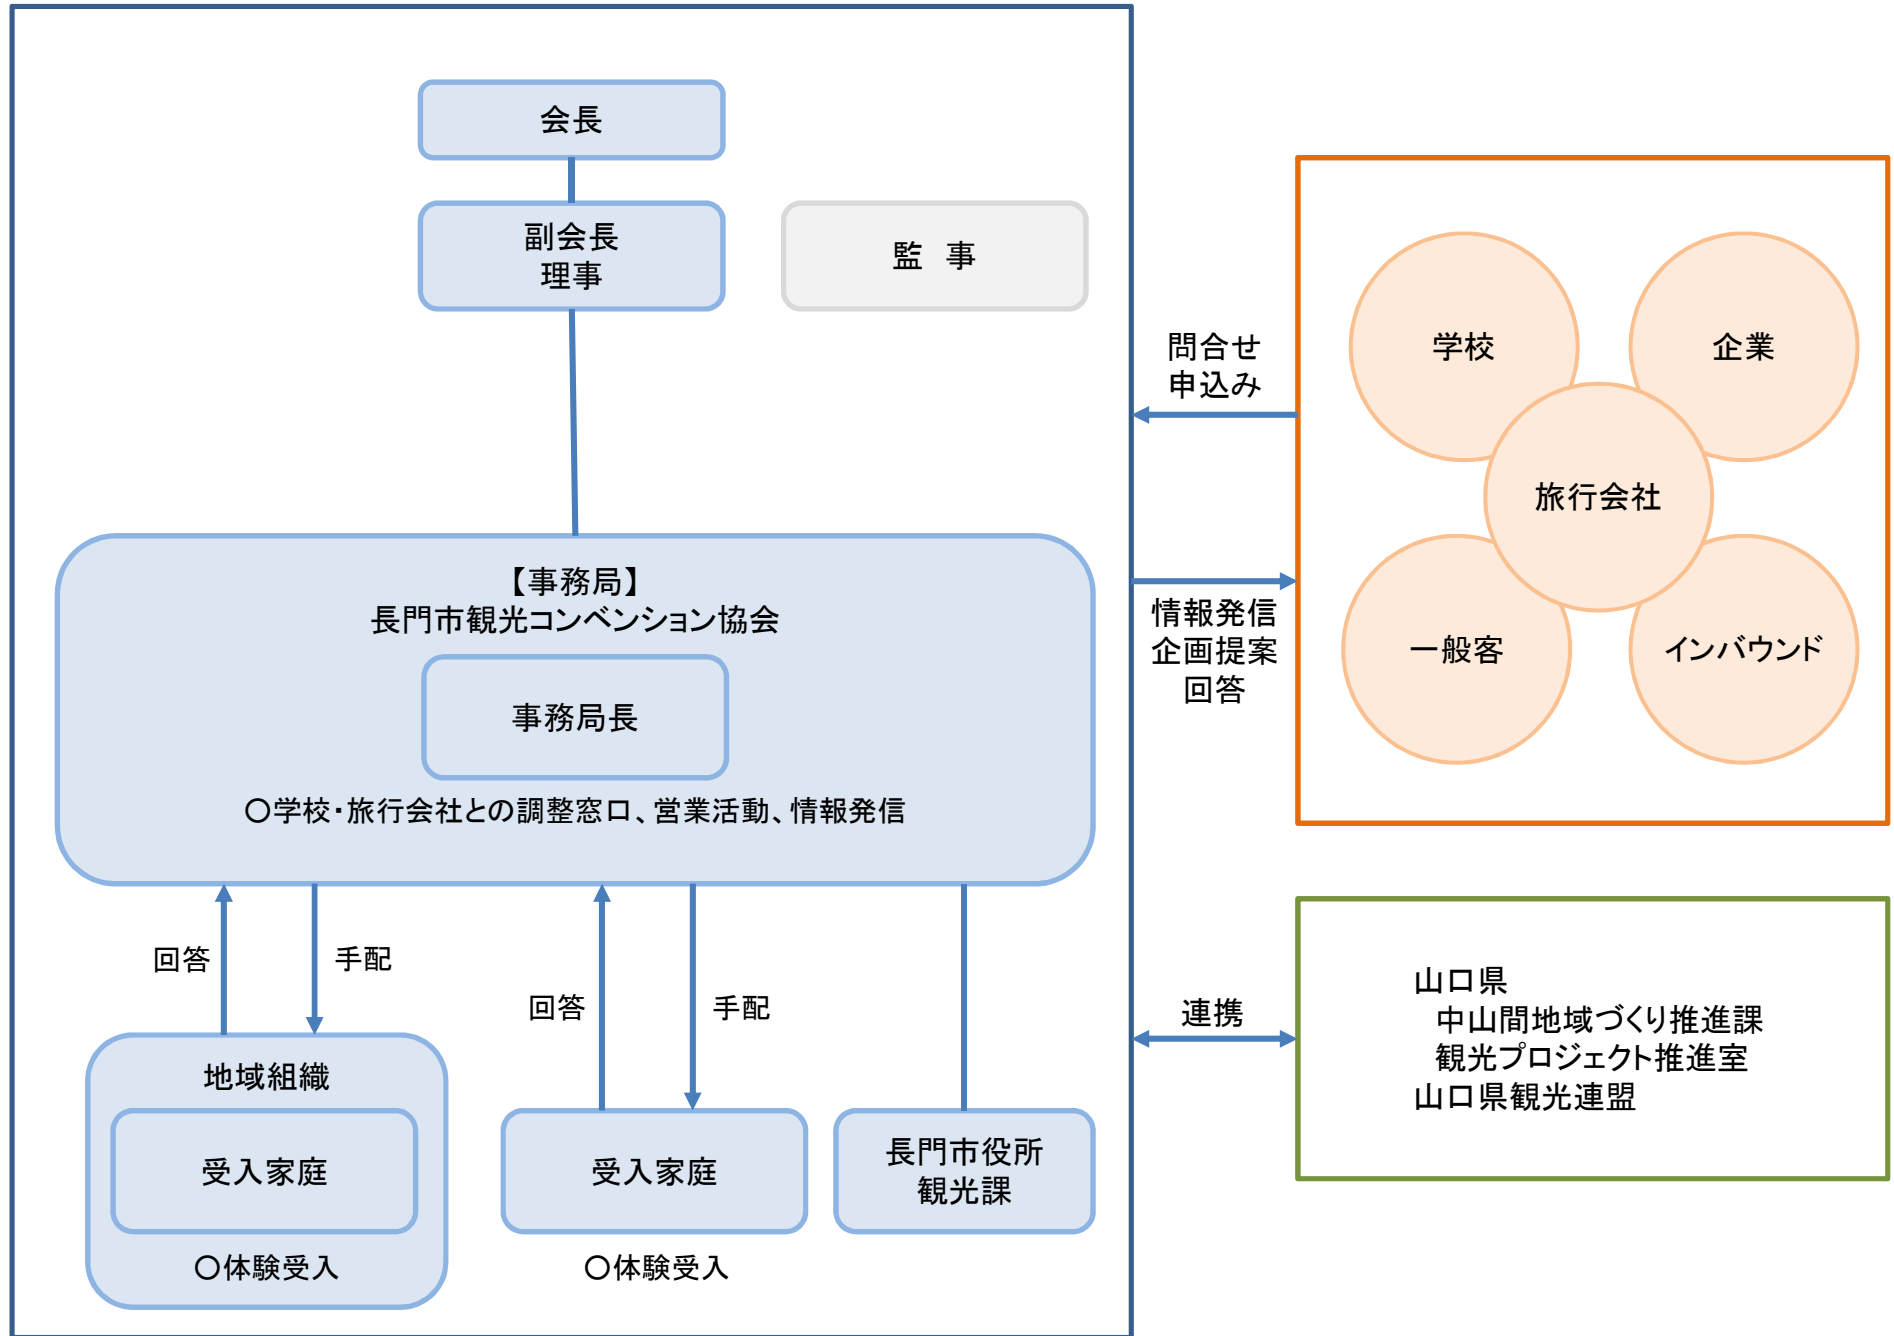 会長
副会長
理事
監　事
【事務局】
長門市観光コンベンション協会
事務局長
○学校・旅行会社との調整窓口、営業活動、情報発信
回答
手配
回答
手配
地域組織
受入家庭
○体験受入
受入家庭
○体験受入
長門市役所
観光課
問合せ
申込み
情報発信
企画提案
回答
連携
学校
企業
旅行会社
一般客
インバウンド
山口県
中山間地域づくり推進課
観光プロジェクト推進室
山口県観光連盟